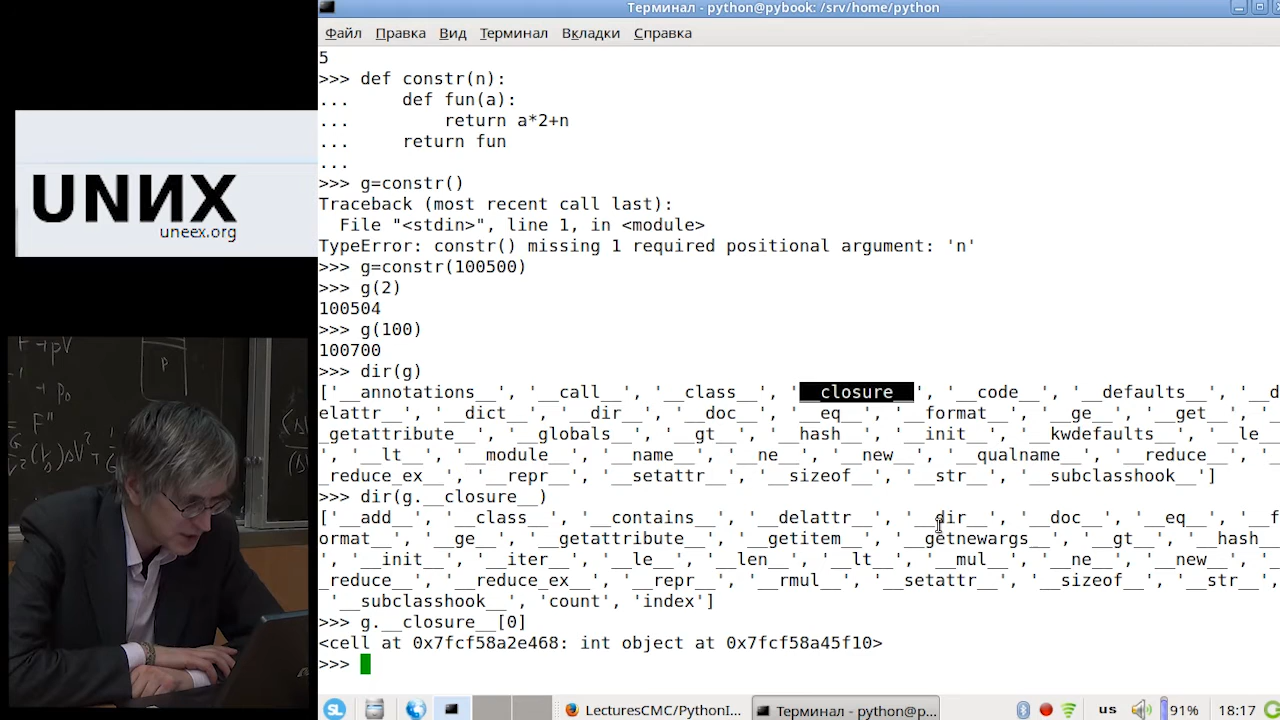 Терминал - python@pybook: /srv/home/python
Файл Правка Вид Терминал Вкладки Справка
5
>>> def constr(n):
...     def fun(a):
...         return a*2+n
...     return fun
...
>>> g=constr()
Traceback (most recent call last):
  File "<stdin>", line 1, in <module>
TypeError: constr() missing 1 required positional argument: 'n'
>>> g=constr(100500)
>>> g(2)
100504
>>> g(100)
100700
>>> dir(g)
['__annotations__', '__call__', '__class__', '__closure__', '__code__', '__defaults__', '__d
elattr__', '__dict__', '__dir__', '__doc__', '__eq__', '__format__', '__ge__', '__get__', '_
_getattribute__', '__globals__', '__gt__', '__hash__', '__init__', '__kwdefaults__', '__le__
', '__lt__', '__module__', '__name__', '__ne__', '__new__', '__qualname__', '__reduce__', '_
_reduce_ex__', '__repr__', '__setattr__', '__sizeof__', '__str__', '__subclasshook__']
>>> dir(g.__closure__)
['__add__', '__class__', '__contains__', '__delattr__', '__dir__', '__doc__', '__eq__', '__f
ormat__', '__ge__', '__getattribute__', '__getitem__', '__getnewargs__', '__gt__', '__hash__
', '__init__', '__iter__', '__le__', '__len__', '__lt__', '__mul__', '__ne__', '__new__', '_
_reduce__', '__reduce_ex__', '__repr__', '__rmul__', '__setattr__', '__sizeof__', '__str__',
 '__subclasshook__', 'count', 'index']
>>> g.__closure__[0]
<cell at 0x7fcf58a2e468: int object at 0x7fcf58a45f10>
>>>
LecturesCMC/PythonI... Терминал - python@p... us 91% 18:17
UNИX
uneex.org